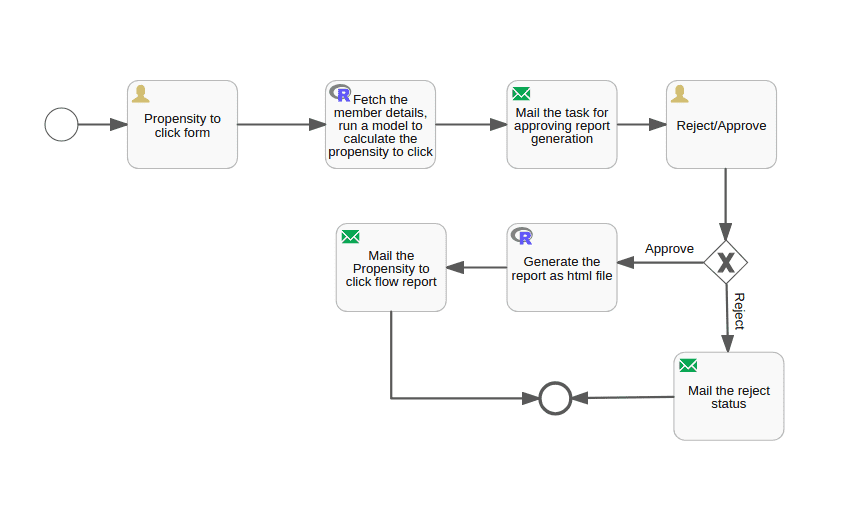 Propensity to
click form
R
Fetch the
member details,
run a model to
calculate the
propensity to click
Mail the task for
approving report
generation
Reject/Approve
Mail the
Propensity to
click flow report
R
Generate the
report as html file
Approve
X
Reject
Mail the reject
status